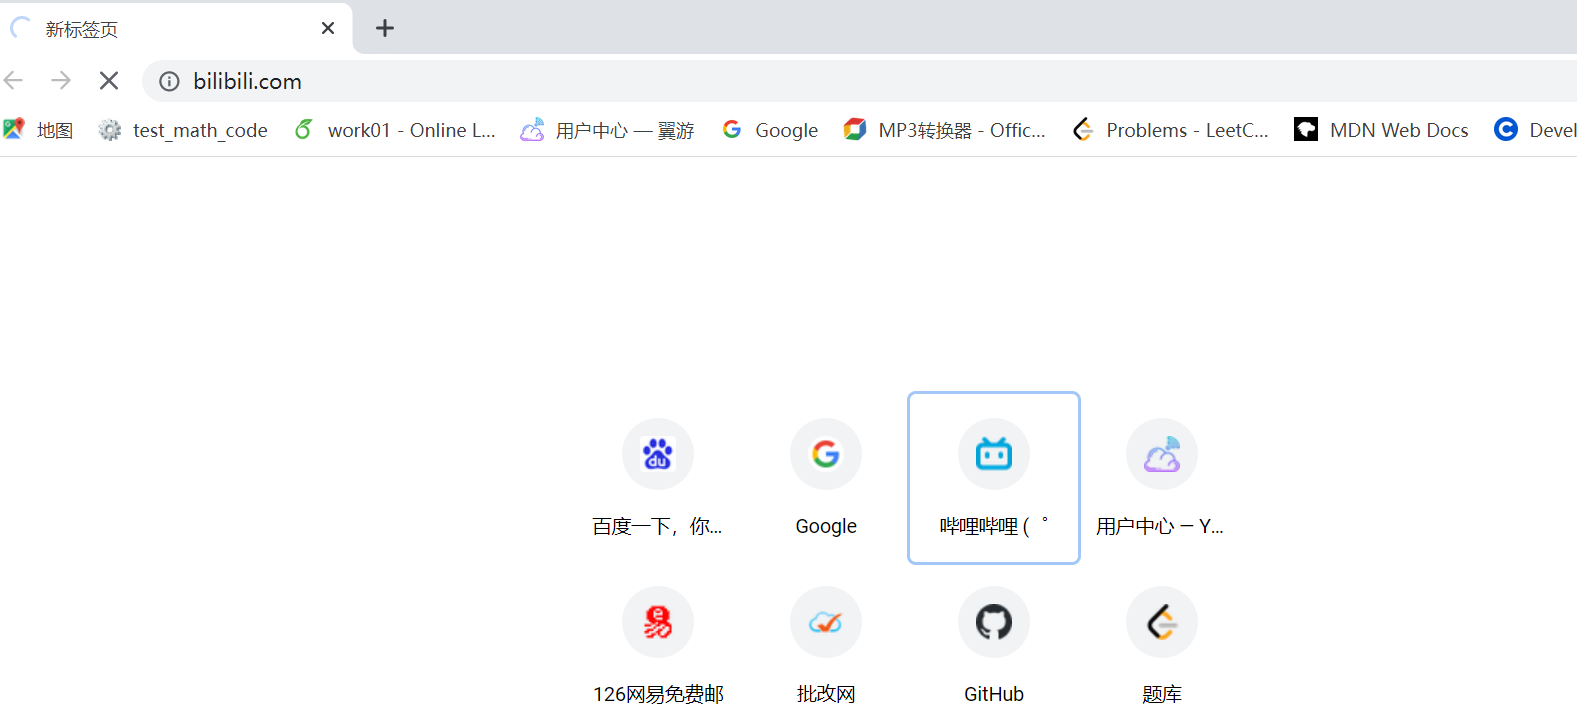 新标签页
bilibili.com
地图 test_math_code work01 - Online L... 用户中心 — 翼游 Google MP3转换器 - Offic... Problems - LeetC... MDN Web Docs Devel
百度一下，你... Google 哔哩哔哩 ( ゜ 用户中心 — Y...
126网易免费邮 批改网 GitHub 题库